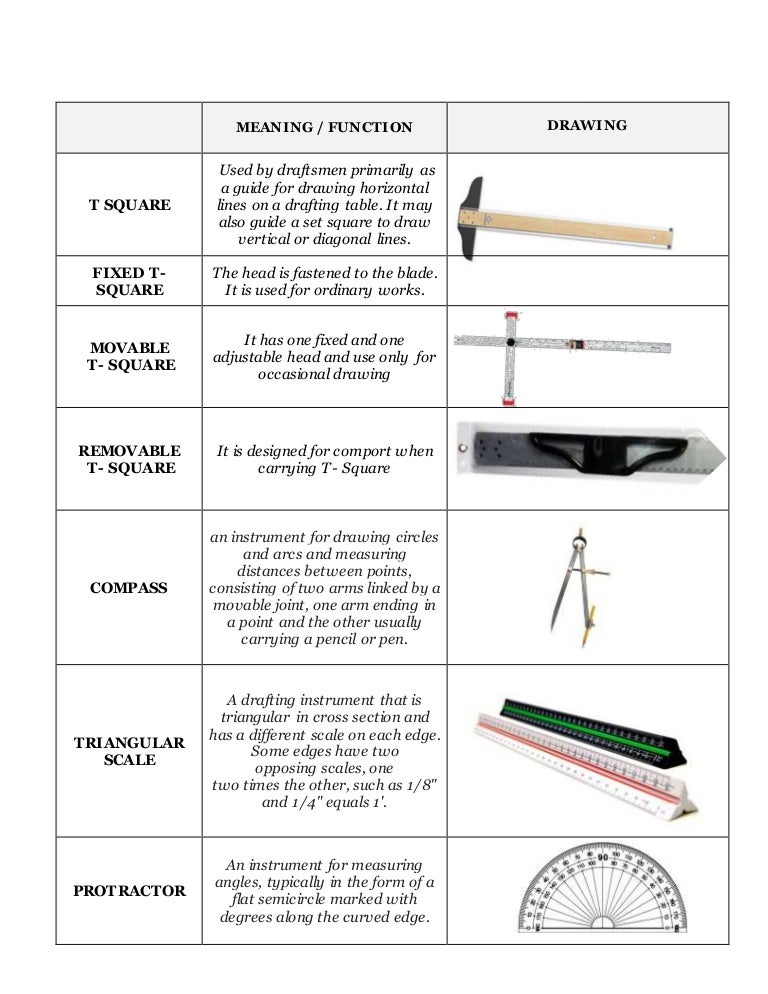 MEANING / FUNCTION
DRAWING
T SQUARE
Used by draftsmen primarily as
a guide for drawing horizontal
lines on a drafting table. It may
also guide a set square to draw
vertical or diagonal lines.
FIXED T-
SQUARE
The head is fastened to the blade.
It is used for ordinary works.
MOVABLE
T- SQUARE
It has one fixed and one
adjustable head and use only for
occasional drawing
REMOVABLE
T- SQUARE
It is designed for comport when
carrying T- Square
COMPASS
an instrument for drawing circles
and arcs and measuring
distances between points,
consisting of two arms linked by a
movable joint, one arm ending in
a point and the other usually
carrying a pencil or pen.
TRIANGULAR
SCALE
A drafting instrument that is
triangular in cross section and
has a different scale on each edge.
Some edges have two
opposing scales, one
two times the other, such as 1/8"
and 1/4" equals 1'.
PROTRACTOR
An instrument for measuring
angles, typically in the form of a
flat semicircle marked with
degrees along the curved edge.
90